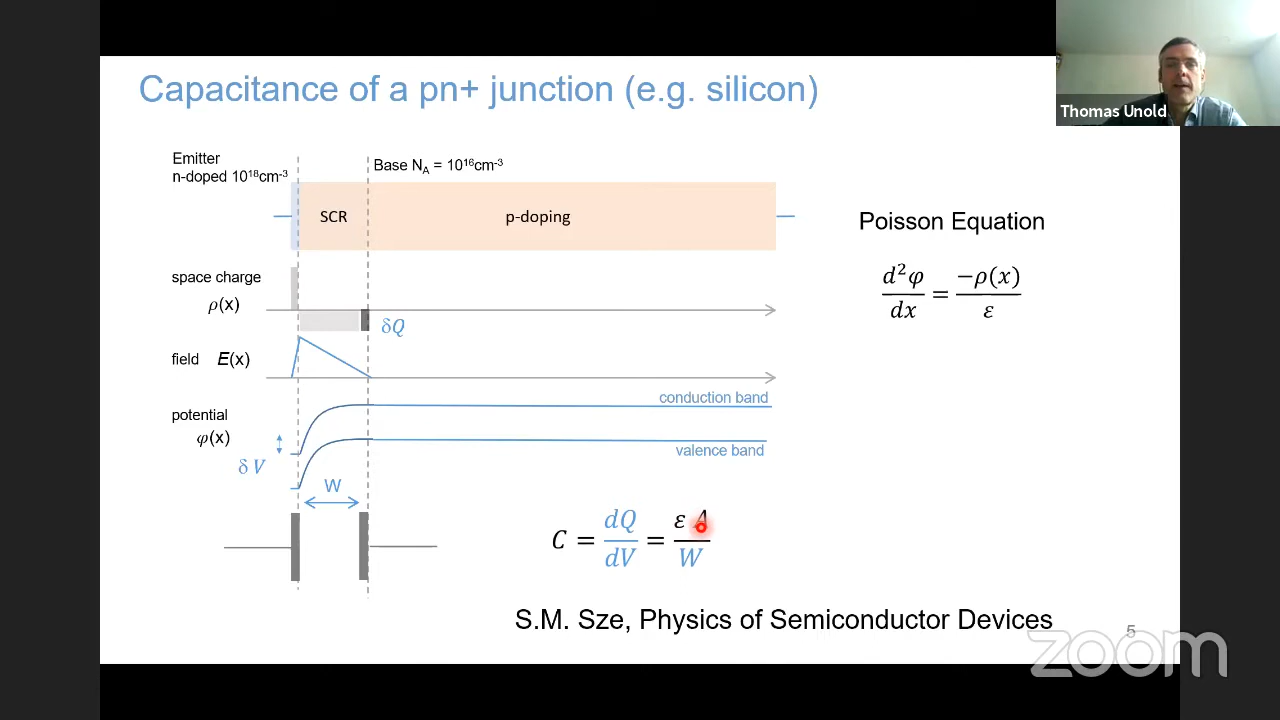 Thomas Unold
Capacitance of a pn+ junction (e.g. silicon)
Emitter
n-doped 10¹⁸cm⁻³
Base N_A = 10¹⁶cm⁻³
SCR
p-doping
Poisson Equation
d²φ/dx = −ρ(x)/ε
space charge
ρ(x)
δQ
field E(x)
conduction band
potential
φ(x)
valence band
δ V
W
C = dQ/dV = ε A/W
S.M. Sze, Physics of Semiconductor Devices
5
zoom